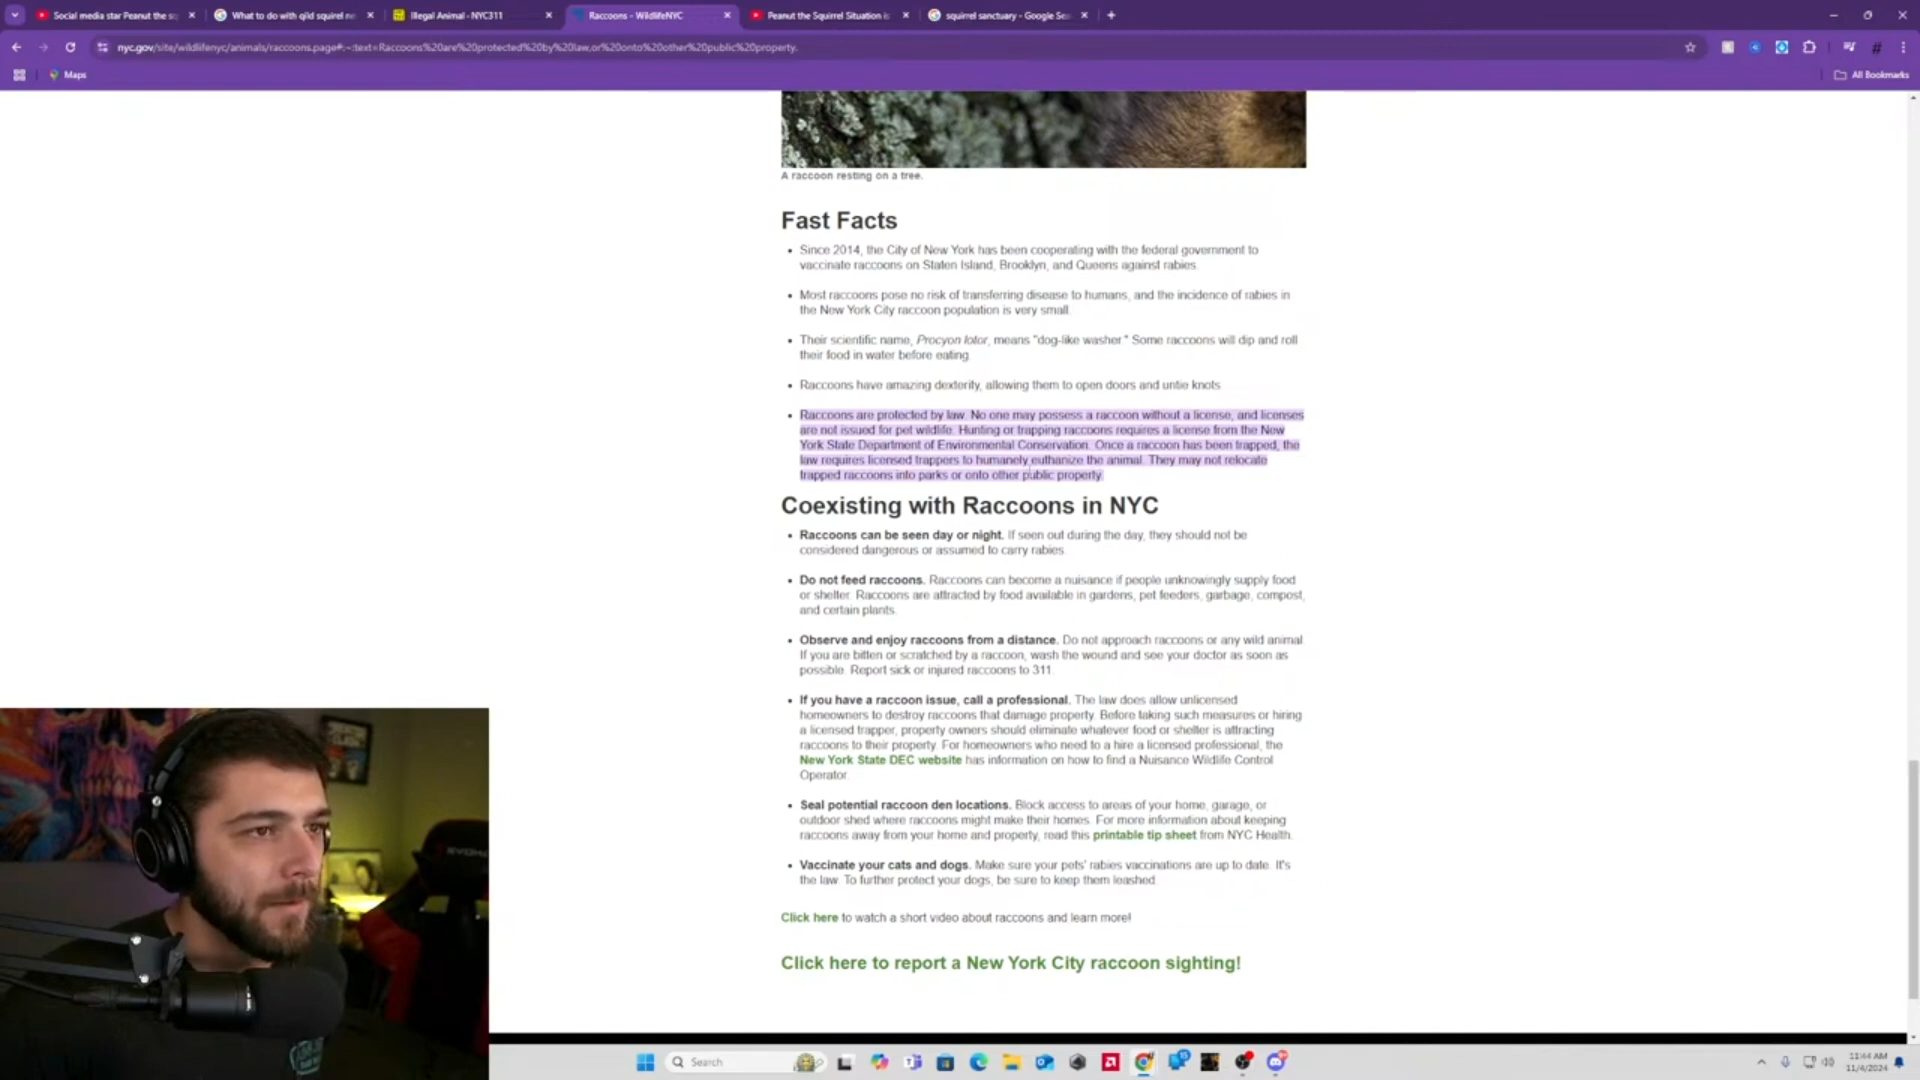 Social media star Peanut the sq
What to do with qild squirrel ne
Illegal Animal - NYC311
Raccoons - WildlifeNYC
Peanut the Squirrel Situation is
squirrel sanctuary - Google Sea
nyc.gov/site/wildlifenyc/animals/raccoons.page#:~:text=Raccoons%20are%20protected%20by%20law,or%20onto%20other%20public%20property.
Maps
All Bookmarks
A raccoon resting on a tree.
Fast Facts
Since 2014, the City of New York has been cooperating with the federal government to
vaccinate raccoons on Staten Island, Brooklyn, and Queens against rabies.
Most raccoons pose no risk of transferring disease to humans, and the incidence of rabies in
the New York City raccoon population is very small.
Their scientific name, Procyon lotor, means "dog-like washer." Some raccoons will dip and roll
their food in water before eating.
Raccoons have amazing dexterity, allowing them to open doors and untie knots
Raccoons are protected by law. No one may possess a raccoon without a license, and licenses
are not issued for pet wildlife. Hunting or trapping raccoons requires a license from the New
York State Department of Environmental Conservation. Once a raccoon has been trapped, the
law requires licensed trappers to humanely euthanize the animal. They may not relocate
trapped raccoons into parks or onto other public property.
Coexisting with Raccoons in NYC
Raccoons can be seen day or night. If seen out during the day, they should not be
considered dangerous or assumed to carry rabies.
Do not feed raccoons. Raccoons can become a nuisance if people unknowingly supply food
or shelter. Raccoons are attracted by food available in gardens, pet feeders, garbage, compost,
and certain plants.
Observe and enjoy raccoons from a distance. Do not approach raccoons or any wild animal.
If you are bitten or scratched by a raccoon, wash the wound and see your doctor as soon as
possible. Report sick or injured raccoons to 311
If you have a raccoon issue, call a professional. The law does allow unlicensed
homeowners to destroy raccoons that damage property. Before taking such measures or hiring
a licensed trapper, property owners should eliminate whatever food or shelter is attracting
raccoons to their property. For homeowners who need to a hire a licensed professional, the
New York State DEC website has information on how to find a Nuisance Wildlife Control
Operator.
Seal potential raccoon den locations. Block access to areas of your home, garage, or
outdoor shed where raccoons might make their homes. For more information about keeping
raccoons away from your home and property, read this printable tip sheet from NYC Health.
Vaccinate your cats and dogs. Make sure your pets' rabies vaccinations are up to date. It's
the law. To further protect your dogs, be sure to keep them leashed.
Click here to watch a short video about raccoons and learn more!
Click here to report a New York City raccoon sighting!
Search
11:44 AM
11/4/2024